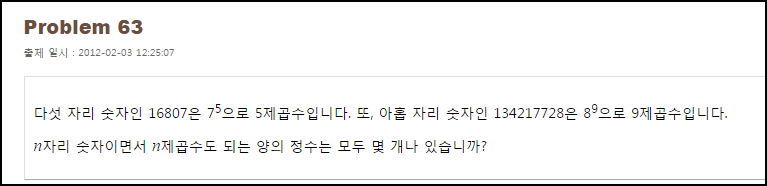 Problem 63
출제 일시 : 2012-02-03 12:25:07
다섯 자리 숫자인 16807은 7⁵으로 5제곱수입니다. 또, 아홉 자리 숫자인 134217728은 8⁹으로 9제곱수입니다.
n자리 숫자이면서 n제곱수도 되는 양의 정수는 모두 몇 개나 있습니까?